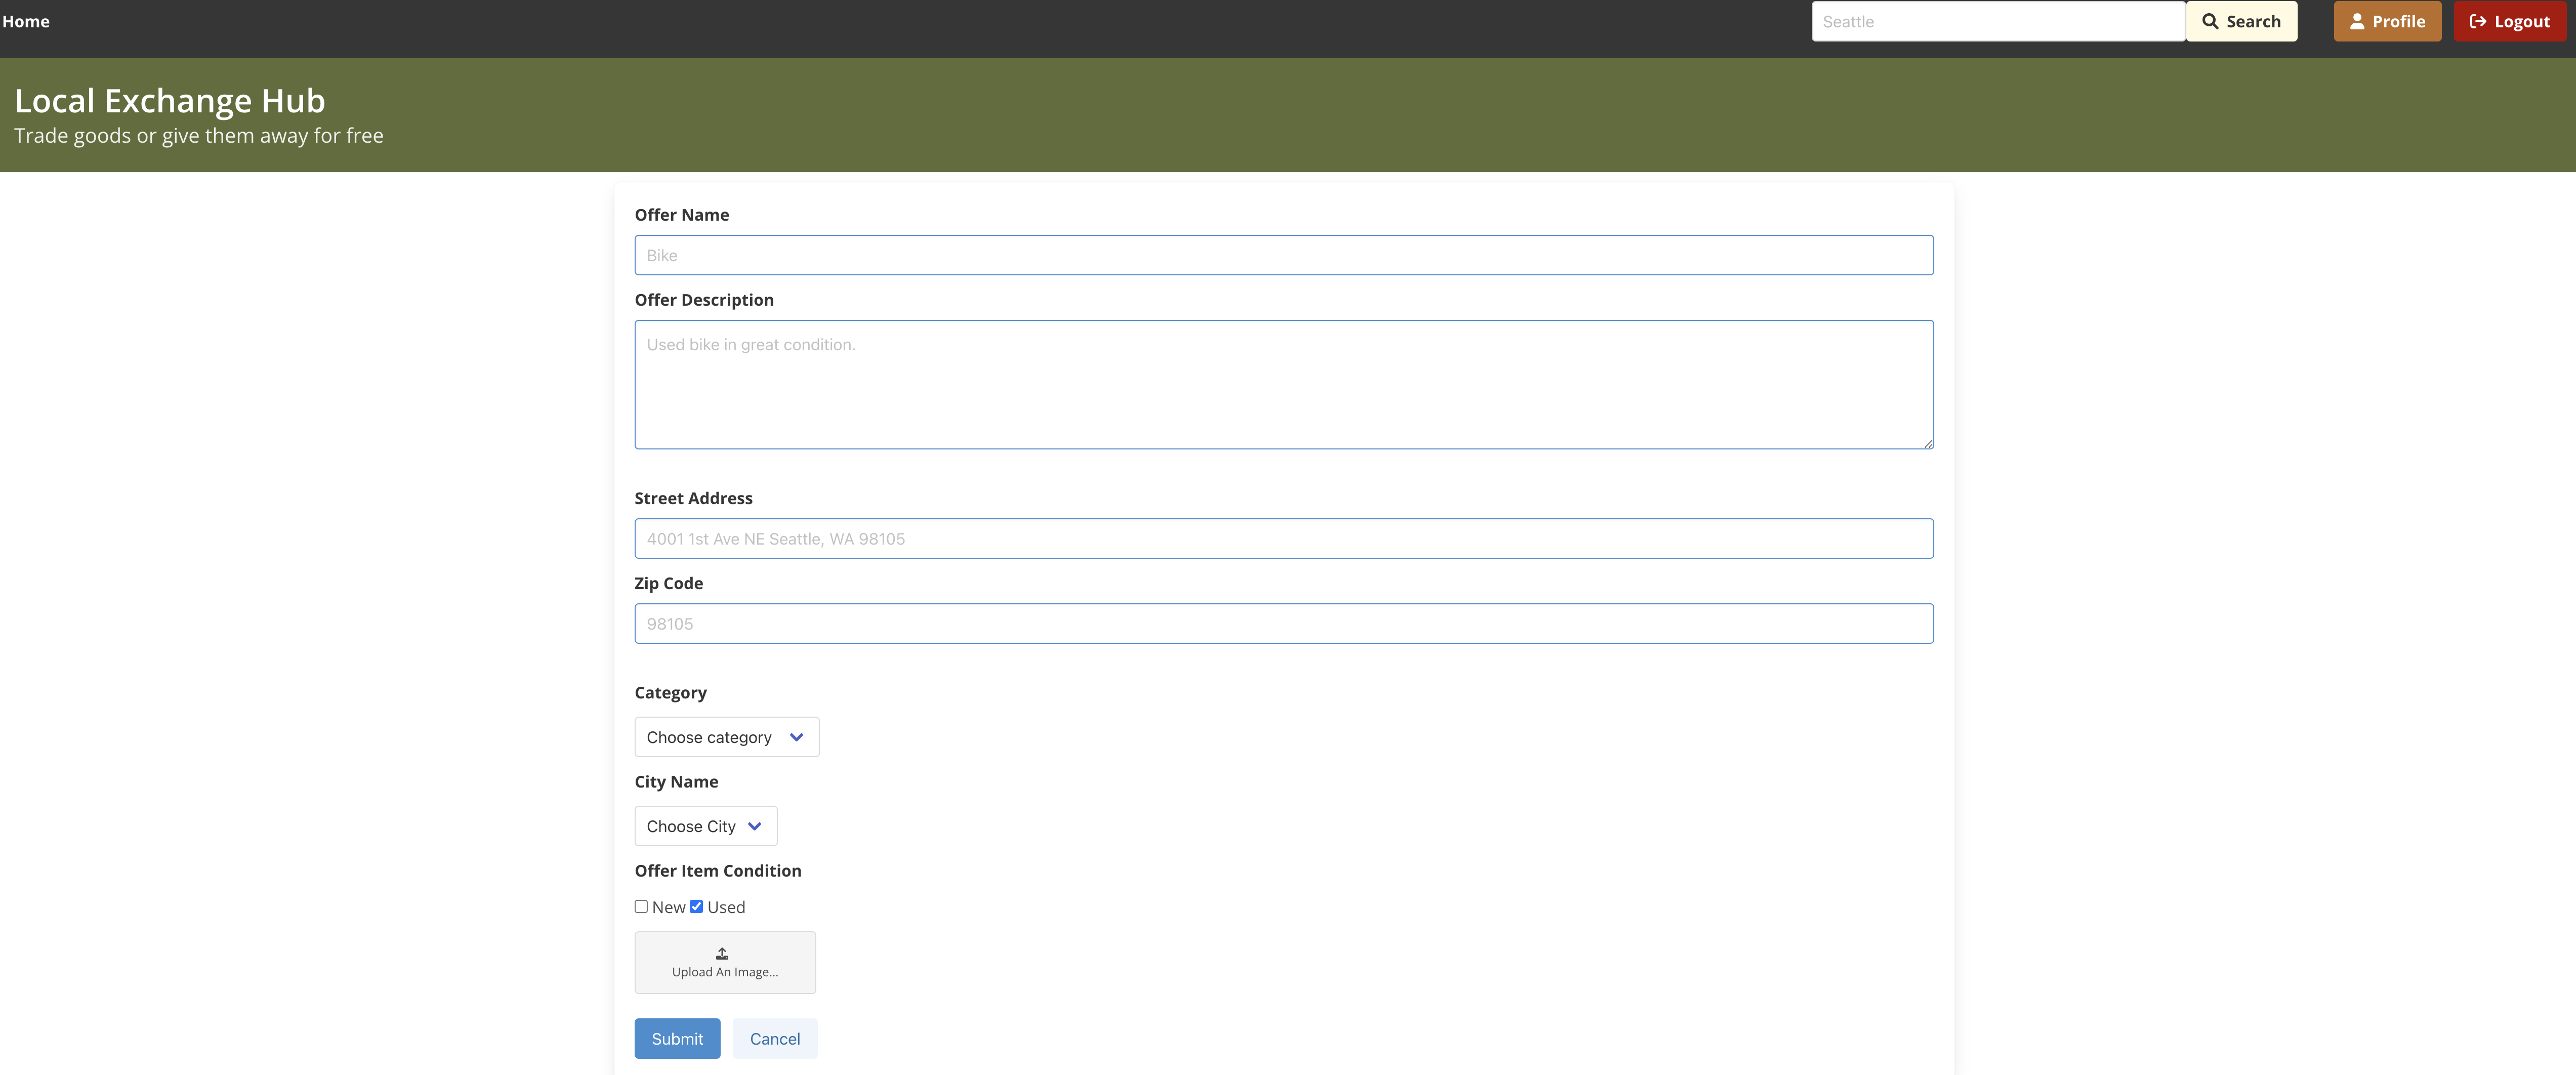 Home
Seattle
Search
Profile
Logout
Local Exchange Hub
Trade goods or give them away for free
Offer Name
Bike
Offer Description
Used bike in great condition.
Street Address
4001 1st Ave NE Seattle, WA 98105
Zip Code
98105
Category
Choose category
City Name
Choose City
Offer Item Condition
New Used
Upload An Image...
Submit Cancel